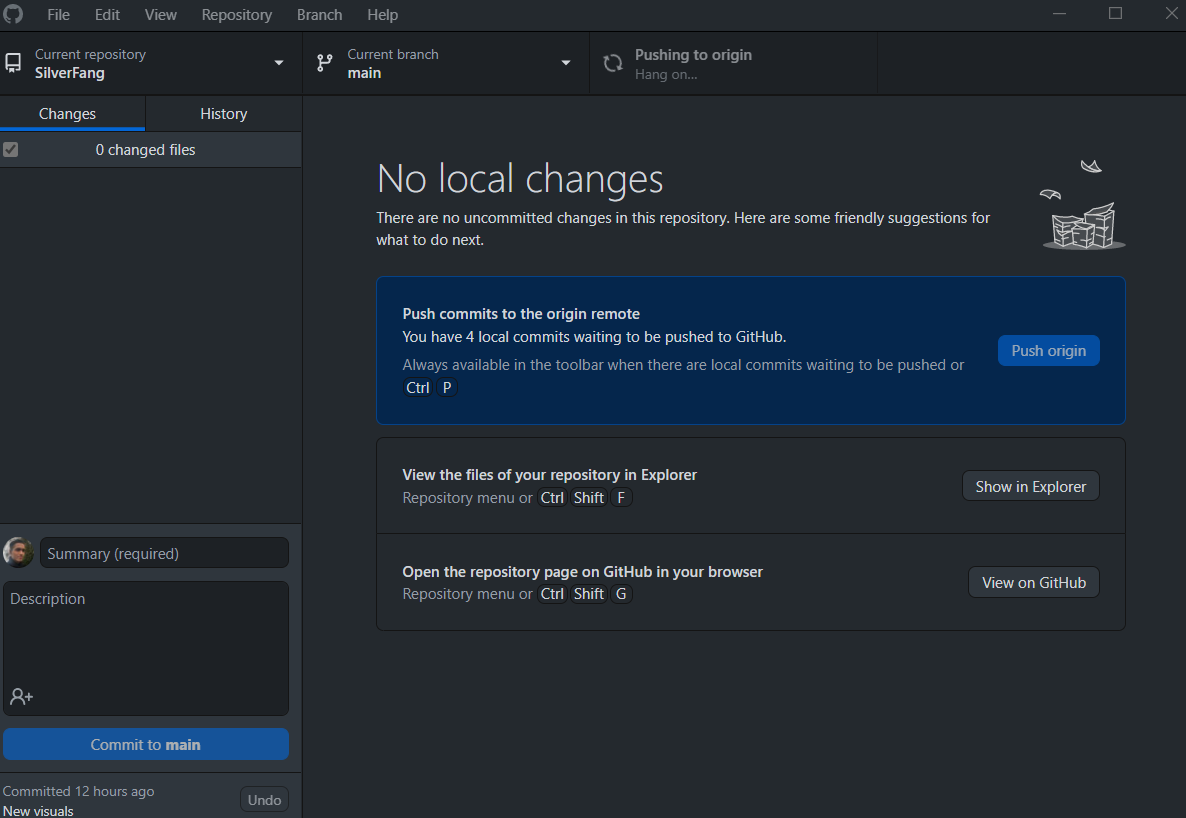 File Edit View Repository Branch Help
Current repository
SilverFang
Current branch
main
Pushing to origin
Hang on...
Changes
History
0 changed files
No local changes
There are no uncommitted changes in this repository. Here are some friendly suggestions for
what to do next.
Push commits to the origin remote
You have 4 local commits waiting to be pushed to GitHub.
Always available in the toolbar when there are local commits waiting to be pushed or
Ctrl P
Push origin
View the files of your repository in Explorer
Repository menu or Ctrl Shift F
Show in Explorer
Open the repository page on GitHub in your browser
Repository menu or Ctrl Shift G
View on GitHub
Summary (required)
Description
Commit to main
Committed 12 hours ago
New visuals
Undo